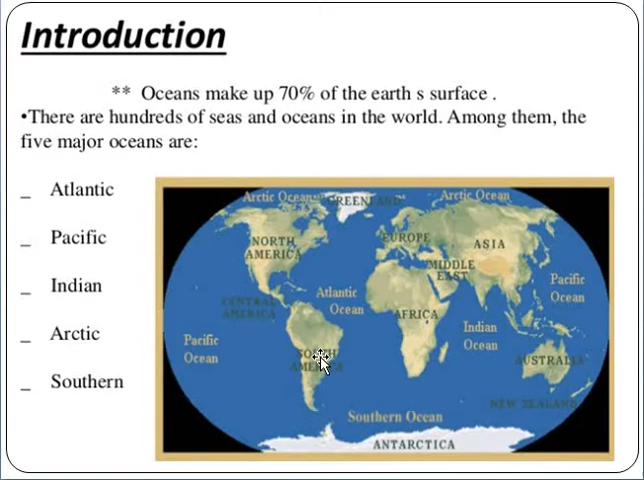 Introduction
** Oceans make up 70% of the earth s surface .
•There are hundreds of seas and oceans in the world. Among them, the
five major oceans are:
_ Atlantic
_ Pacific
_ Indian
_ Arctic
_ Southern
Arctic Ocean
GREENLAND
Arctic Ocean
NORTH
AMERICA
EUROPE
ASIA
MIDDLE
EAST
Atlantic
Ocean
Pacific
Ocean
CENTRAL
AMERICA
AFRICA
Indian
Ocean
Pacific
Ocean
SOUTH
AMERICA
AUSTRALIA
NEW ZEALAND
Southern Ocean
ANTARCTICA